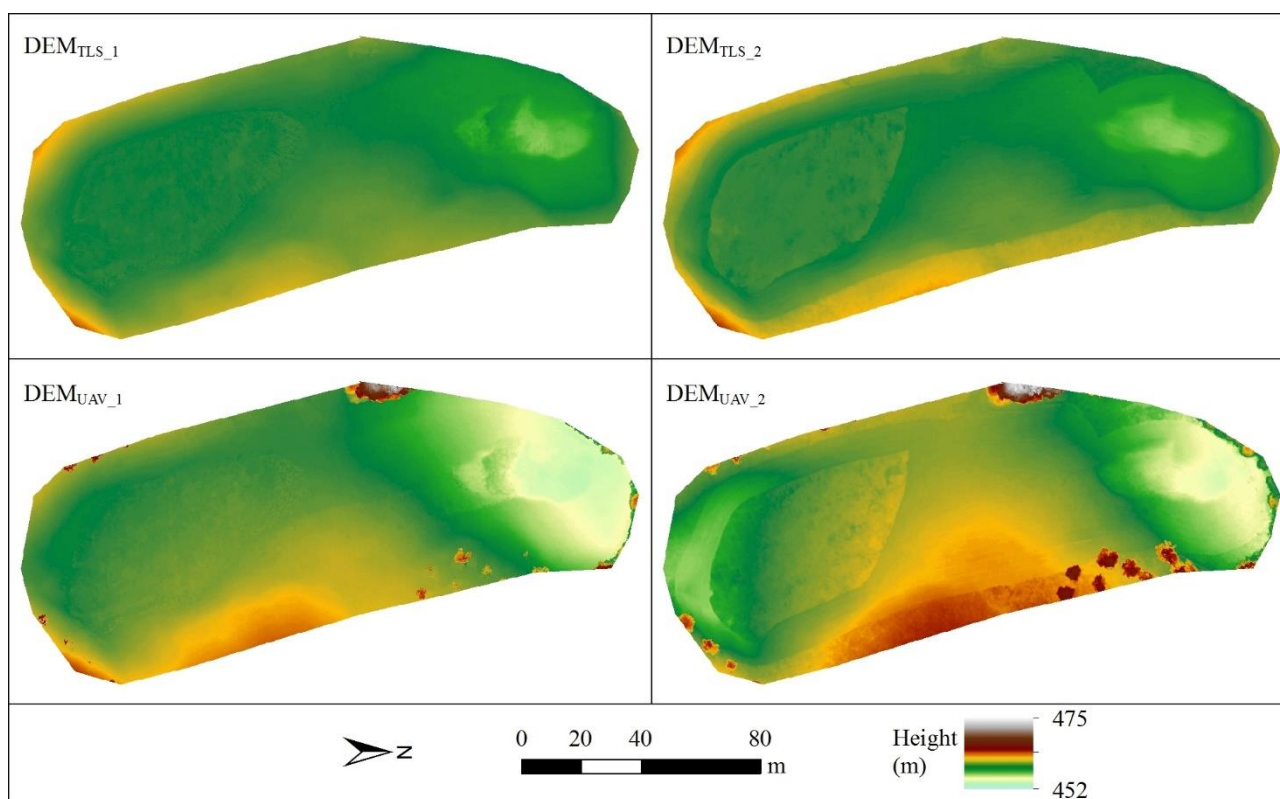 DEMTLS_1
DEMTLS_2
DEMUAV_1
DEMUAV_2
N
0 20 40 80
m
Height
(m)
475
452